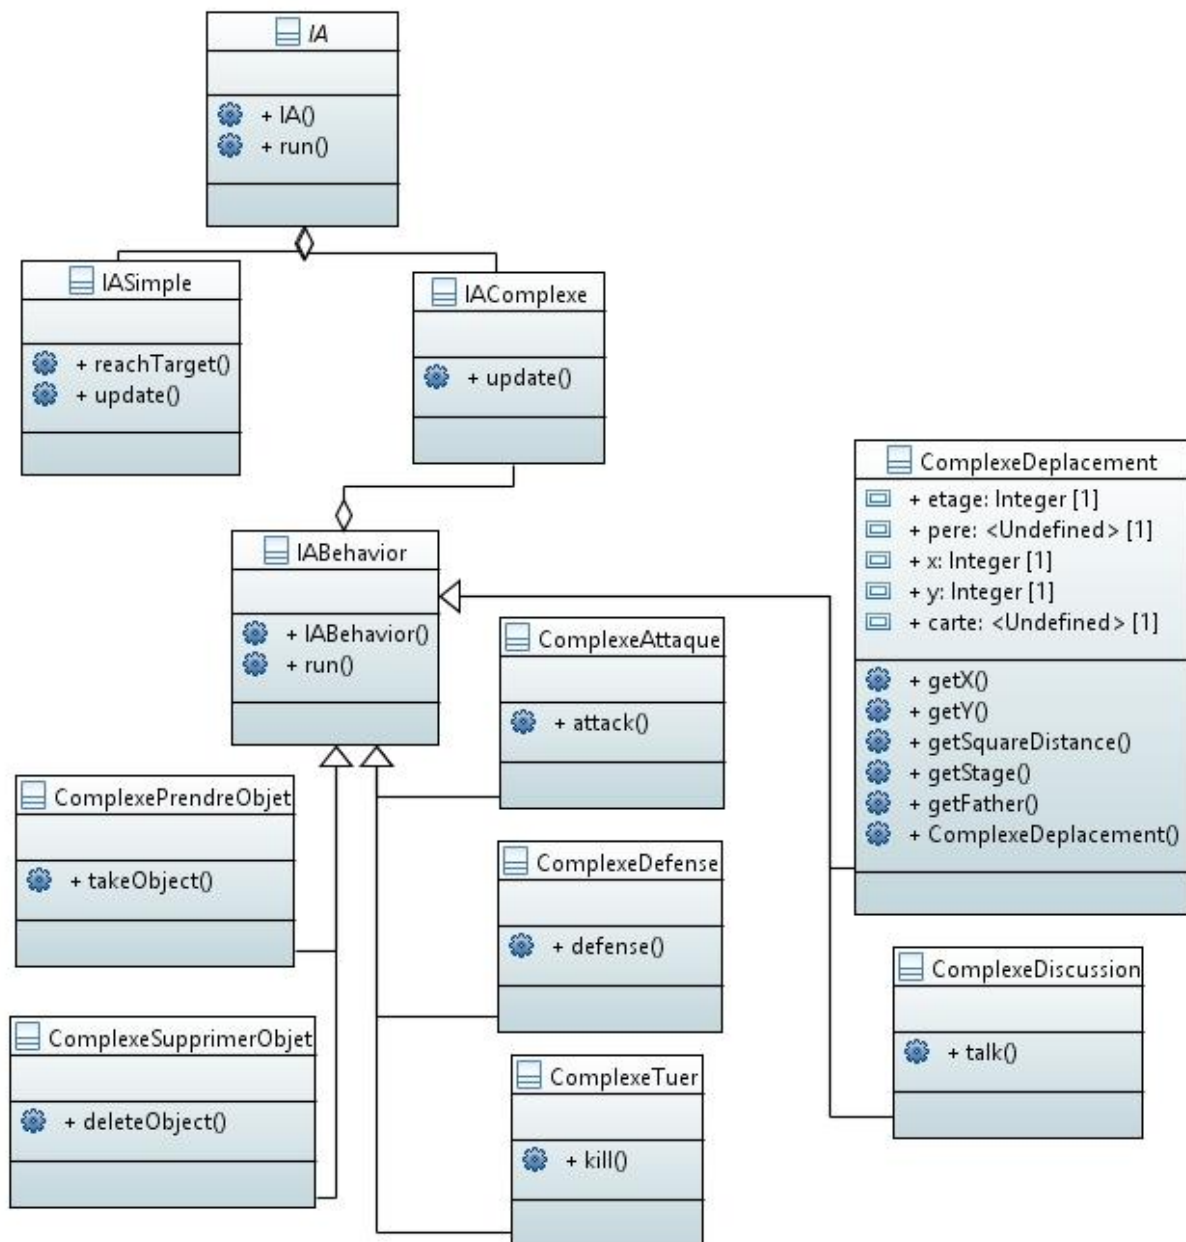 IA
+ IA()
+ run()
IASimple
+ reachTarget()
+ update()
IAComplexe
+ update()
IABehavior
+ IABehavior()
+ run()
ComplexeDeplacement
+ etage: Integer [1]
+ pere: <Undefined> [1]
+ x: Integer [1]
+ y: Integer [1]
+ carte: <Undefined> [1]
+ getX()
+ getY()
+ getSquareDistance()
+ getStage()
+ getFather()
+ ComplexeDeplacement()
ComplexeAttaque
+ attack()
ComplexePrendreObjet
+ takeObject()
ComplexeDefense
+ defense()
ComplexeDiscussion
+ talk()
ComplexeSupprimerObjet
+ deleteObject()
ComplexeTuer
+ kill()